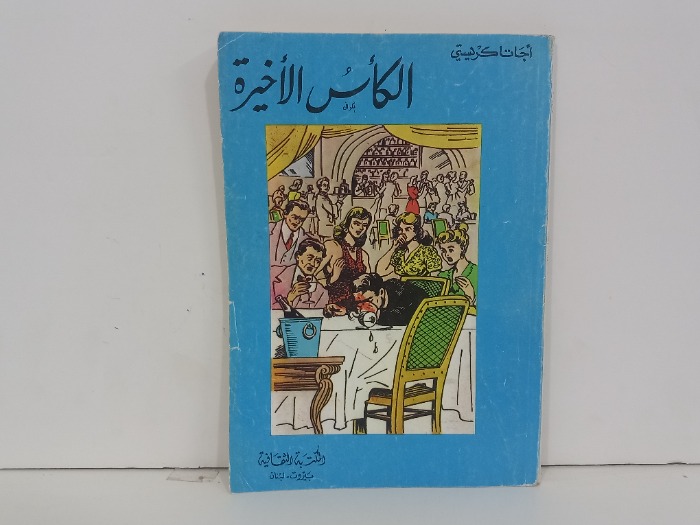 أجاثا كريستي
الكأس الأخيرة
المكتبة الثقافية
بيروت - لبنان